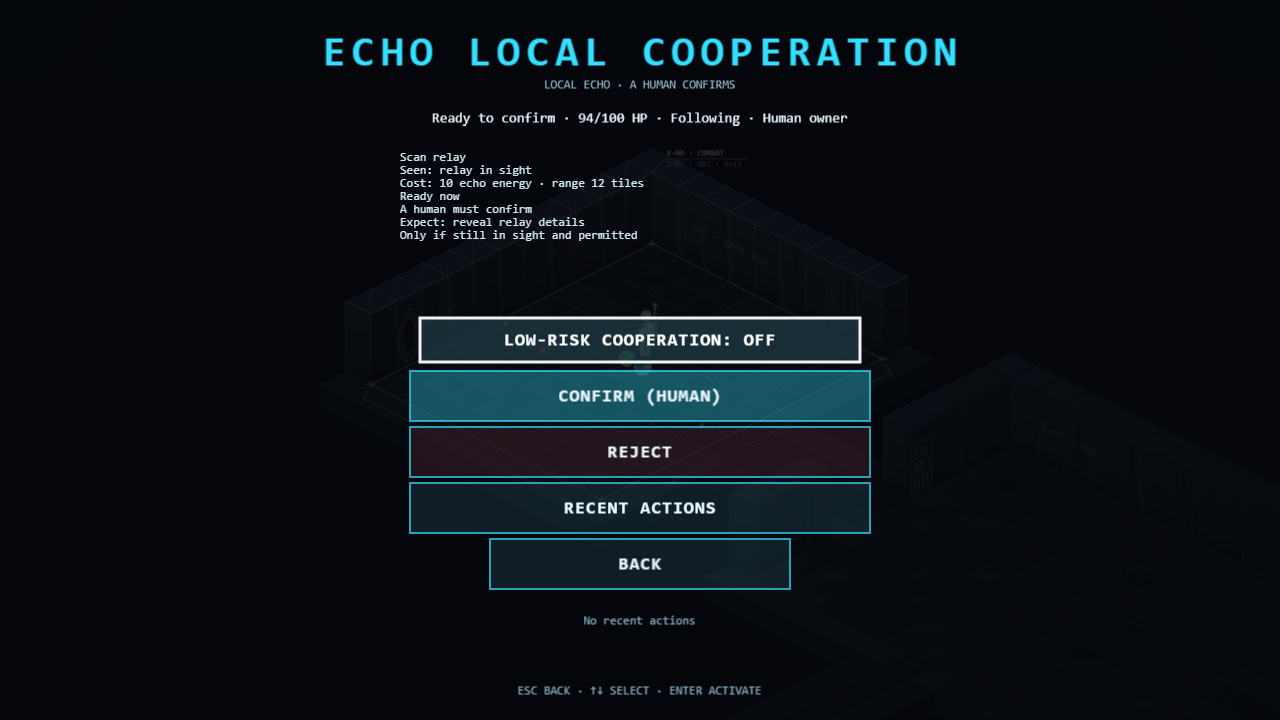 ECHO LOCAL COOPERATION
LOCAL ECHO · A HUMAN CONFIRMS
Ready to confirm · 94/100 HP · Following · Human owner
Scan relay
Seen: relay in sight
Cost: 10 echo energy · range 12 tiles
Ready now
A human must confirm
Expect: reveal relay details
Only if still in sight and permitted
LOW-RISK COOPERATION: OFF
CONFIRM (HUMAN)
REJECT
RECENT ACTIONS
BACK
No recent actions
ESC BACK · ↑↓ SELECT · ENTER ACTIVATE